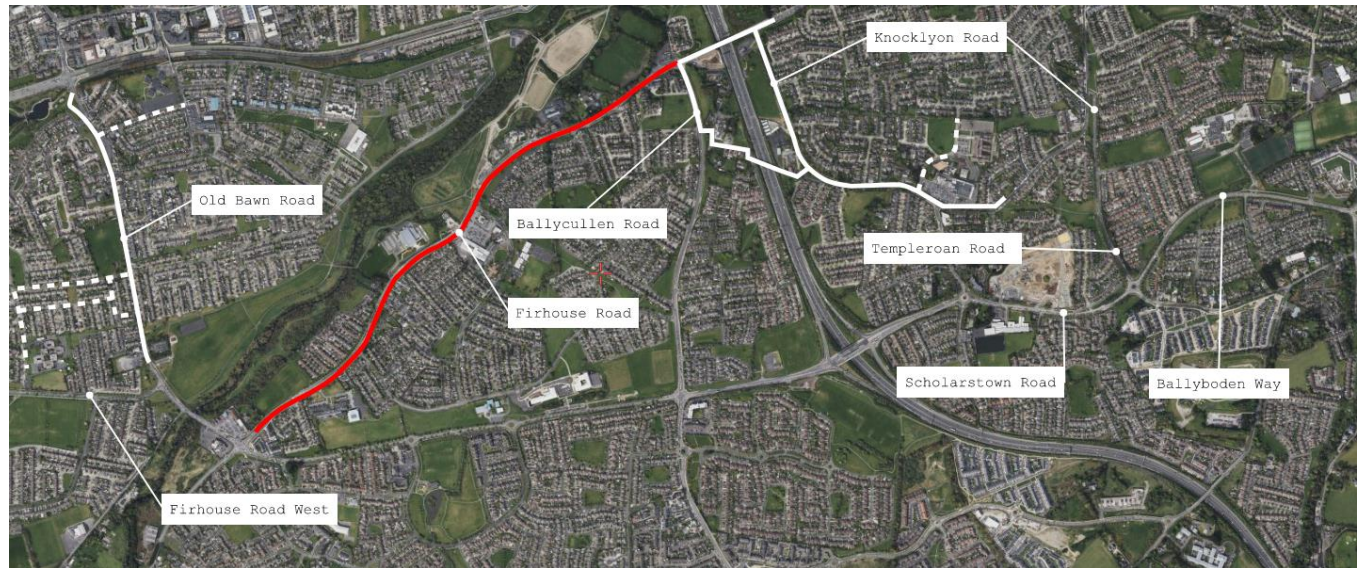 Knocklyon Road
Old Bawn Road
Ballycullen Road
Templeroan Road
Firhouse Road
Scholarstown Road
Ballyboden Way
Firhouse Road West